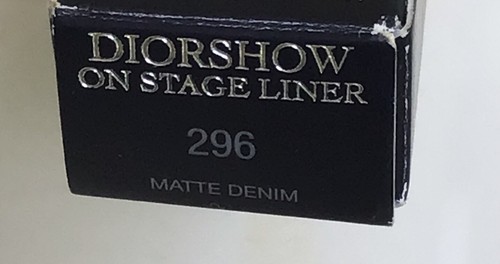 DIORSHOW
ON STAGE LINER
296
MATTE DENIM